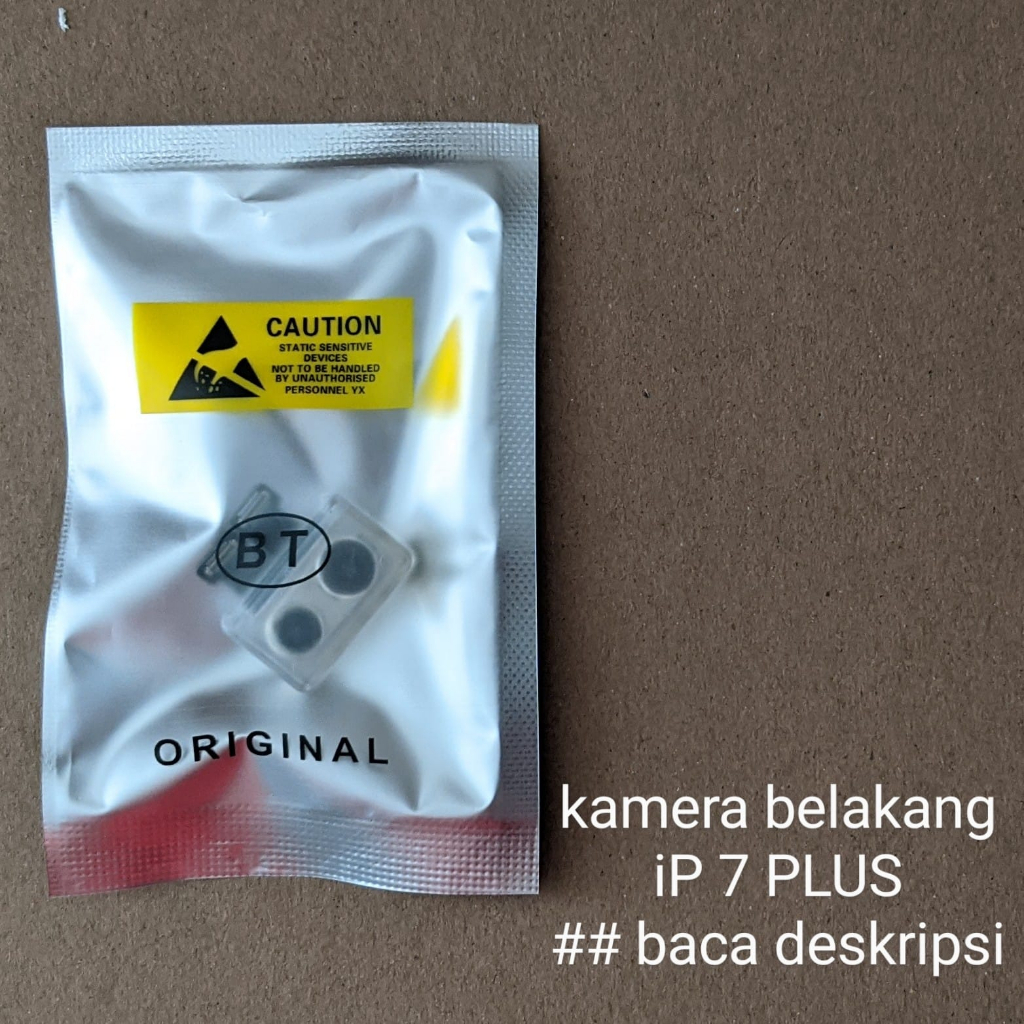 CAUTION
STATIC SENSITIVE
DEVICES
NOT TO BE HANDLED
BY UNAUTHORISED
PERSONNEL YX
BT
ORIGINAL
kamera belakang
iP 7 PLUS
## baca deskripsi